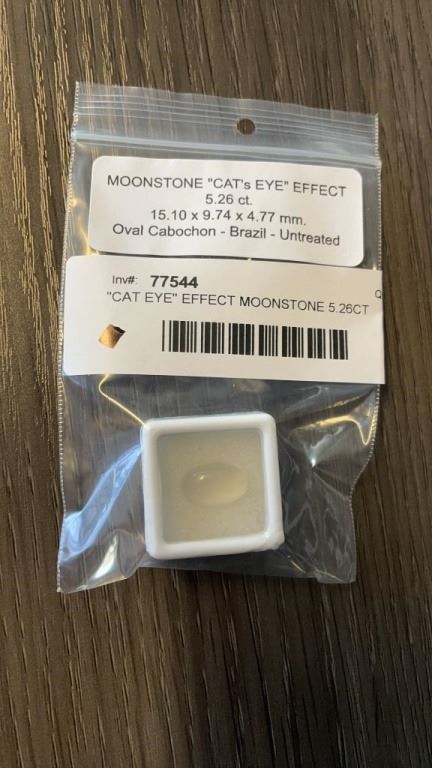 MOONSTONE "CAT's EYE" EFFECT
5.26 ct.
15.10 x 9.74 x 4.77 mm.
Oval Cabochon - Brazil - Untreated
Inv#: 77544
Q
"CAT EYE" EFFECT MOONSTONE 5.26CT